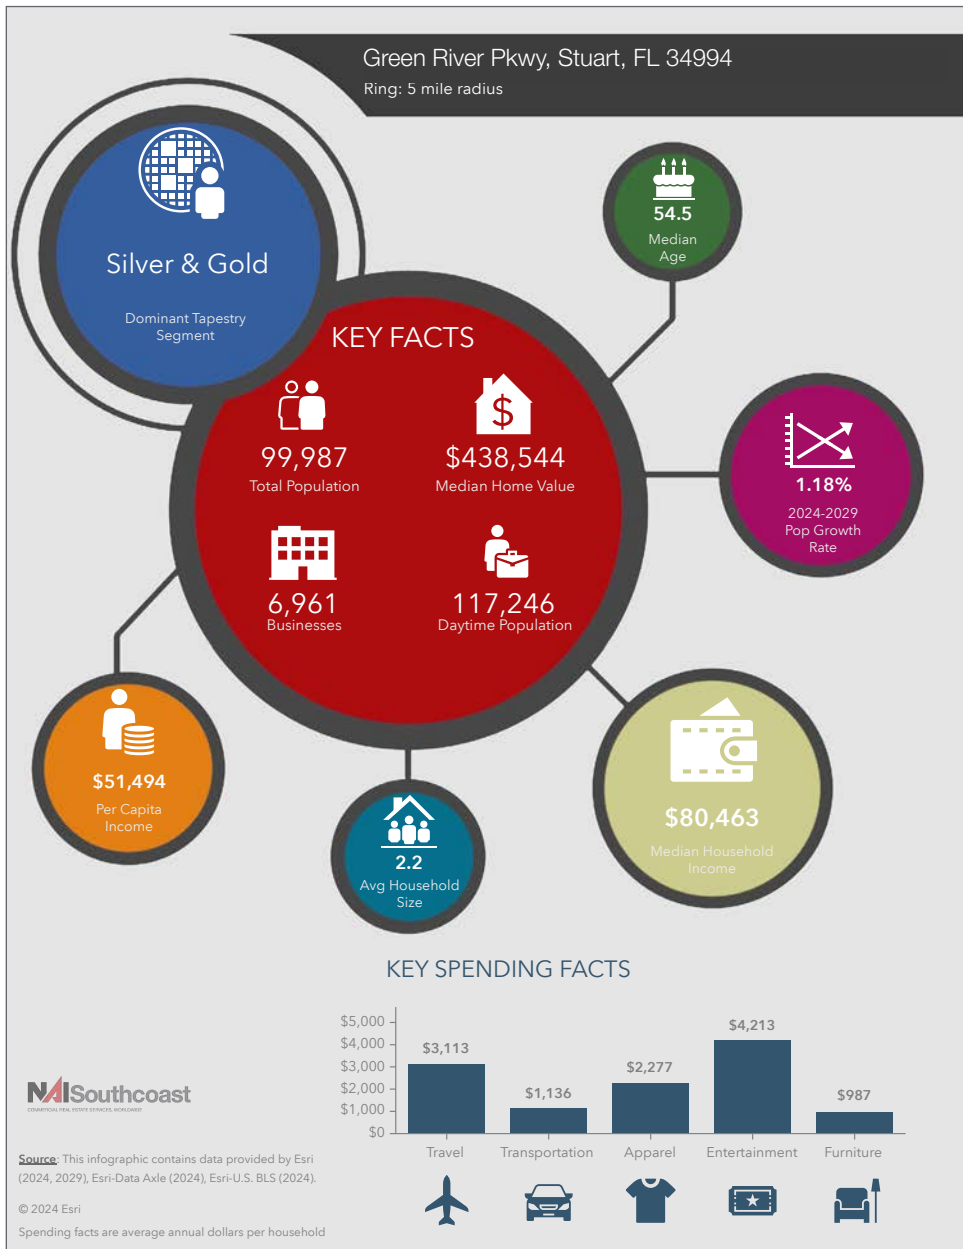 Green River Pkwy, Stuart, FL 34994
Ring: 5 mile radius
Silver & Gold
Dominant Tapestry
Segment
54.5
Median
Age
KEY FACTS
99,987
Total Population
$
$438,544
Median Home Value
6,961
Businesses
117,246
Daytime Population
1.18%
2024-2029
Pop Growth
Rate
$51,494
Per Capita
Income
2.2
Avg Household
Size
$80,463
Median Household
Income
KEY SPENDING FACTS
$5,000
$4,000
$3,000
$2,000
$1,000
$0
$3,113
$1,136
$2,277
$4,213
$987
Travel
Transportation
Apparel
Entertainment
Furniture
NAISouthcoast
COMMERCIAL REAL ESTATE SERVICES, WORLDWIDE
Source: This infographic contains data provided by Esri
(2024, 2029), Esri-Data Axle (2024), Esri-U.S. BLS (2024).
© 2024 Esri
Spending facts are average annual dollars per household